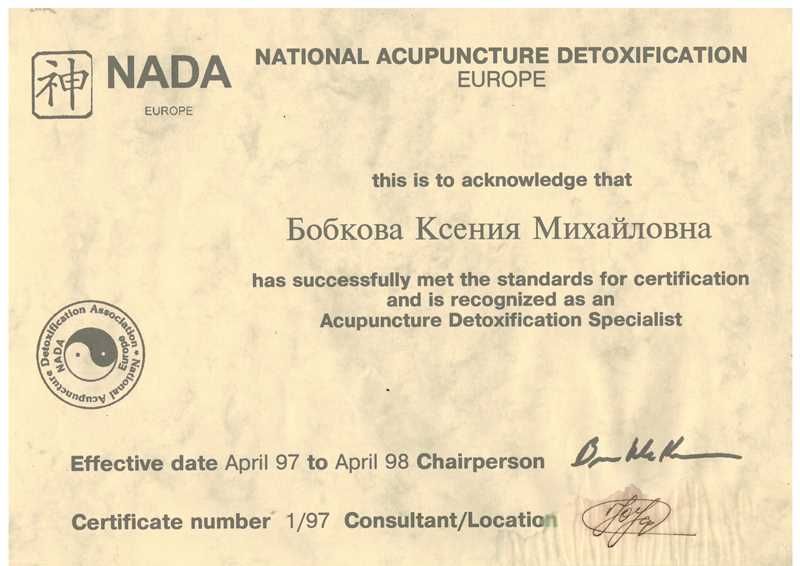 神 NADA
EUROPE
NATIONAL ACUPUNCTURE DETOXIFICATION
EUROPE
this is to acknowledge that
Бобкова Ксения Михайловна
has successfully met the standards for certification
and is recognized as an
Acupuncture Detoxification Specialist
National Acupuncture Detoxification Association •
NADA Europe
Effective date April 97 to April 98 Chairperson
Certificate number 1/97 Consultant/Location